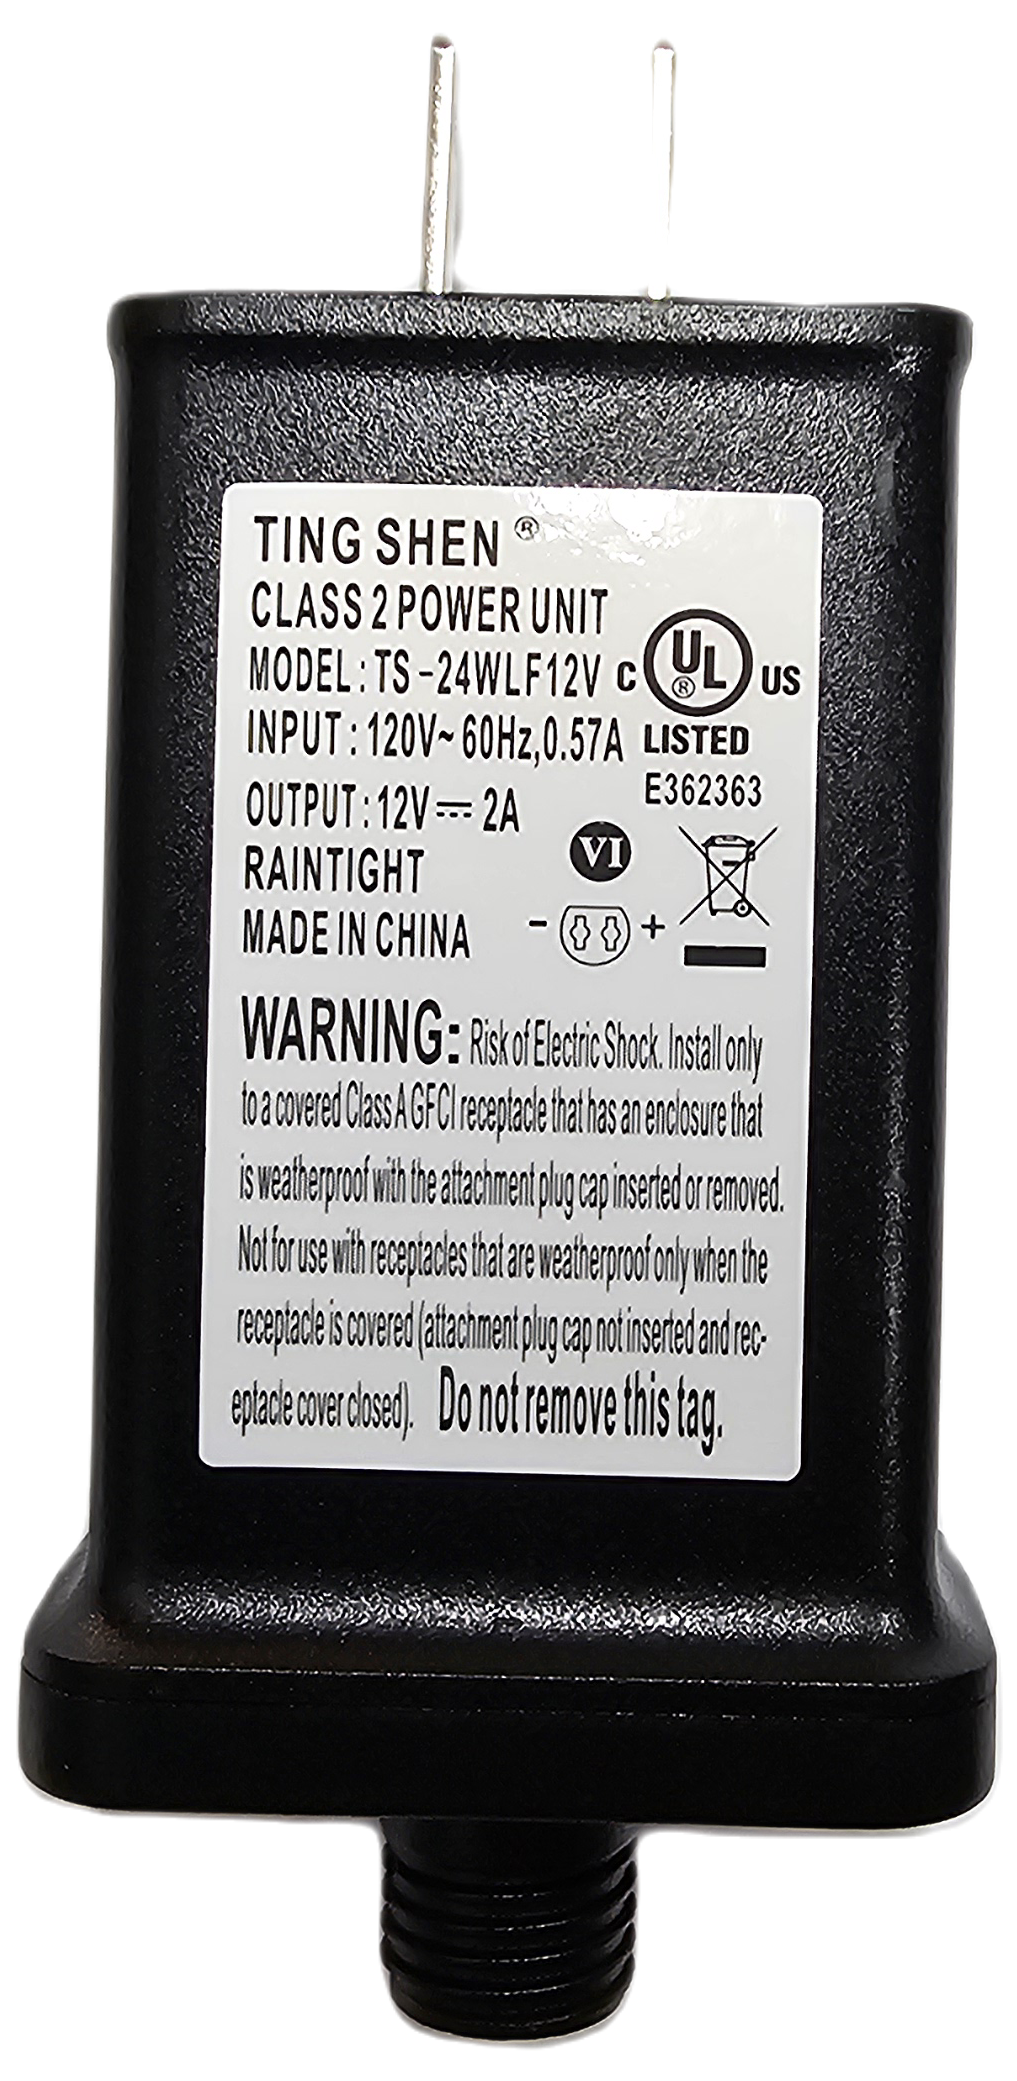 TING SHEN ®
CLASS 2 POWER UNIT
MODEL: TS-24WLF12V
C UL ® US
INPUT: 120V~ 60Hz,0.57A
LISTED
E362363
OUTPUT: 12V⎓ 2A
RAINTIGHT
VI
MADE IN CHINA
- +
WARNING: Risk of Electric Shock. Install only
to a covered Class A GFCI receptacle that has an enclosure that
is weatherproof with the attachment plug cap inserted or removed.
Not for use with receptacles that are weatherproof only when the
receptacle is covered (attachment plug cap not inserted and rec-
eptacle cover closed). Do not remove this tag.